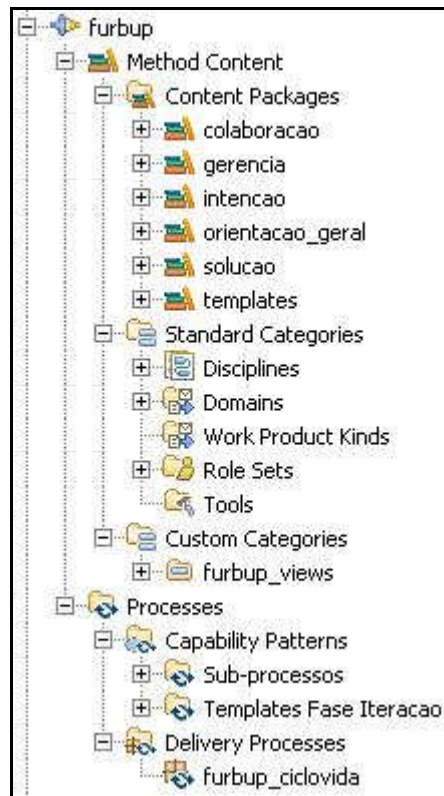 furbup
Method Content
Content Packages
colaboracao
gerencia
intencao
orientacao_geral
solucao
templates
Standard Categories
Disciplines
Domains
Work Product Kinds
Role Sets
Tools
Custom Categories
furbup_views
Processes
Capability Patterns
Sub-processos
Templates Fase Iteracao
Delivery Processes
furbup_ciclovida